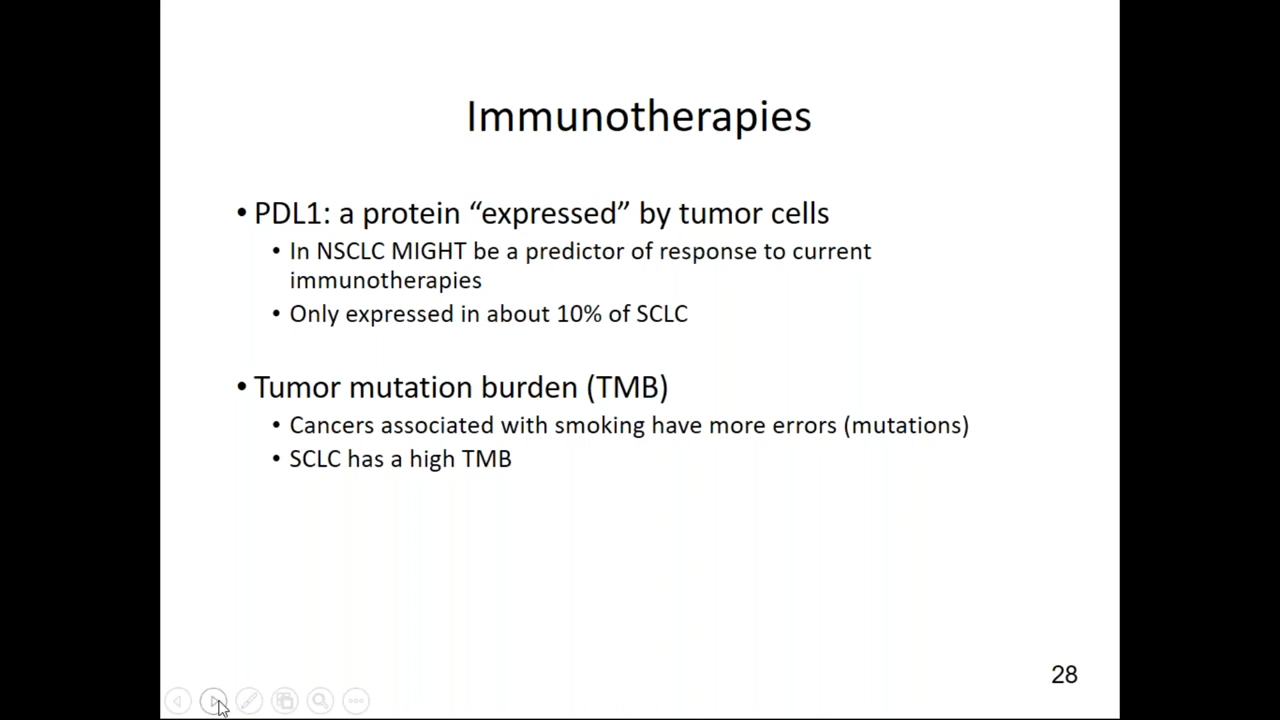 Immunotherapies
• PDL1: a protein “expressed” by tumor cells
• In NSCLC MIGHT be a predictor of response to current
immunotherapies
• Only expressed in about 10% of SCLC
• Tumor mutation burden (TMB)
• Cancers associated with smoking have more errors (mutations)
• SCLC has a high TMB
28